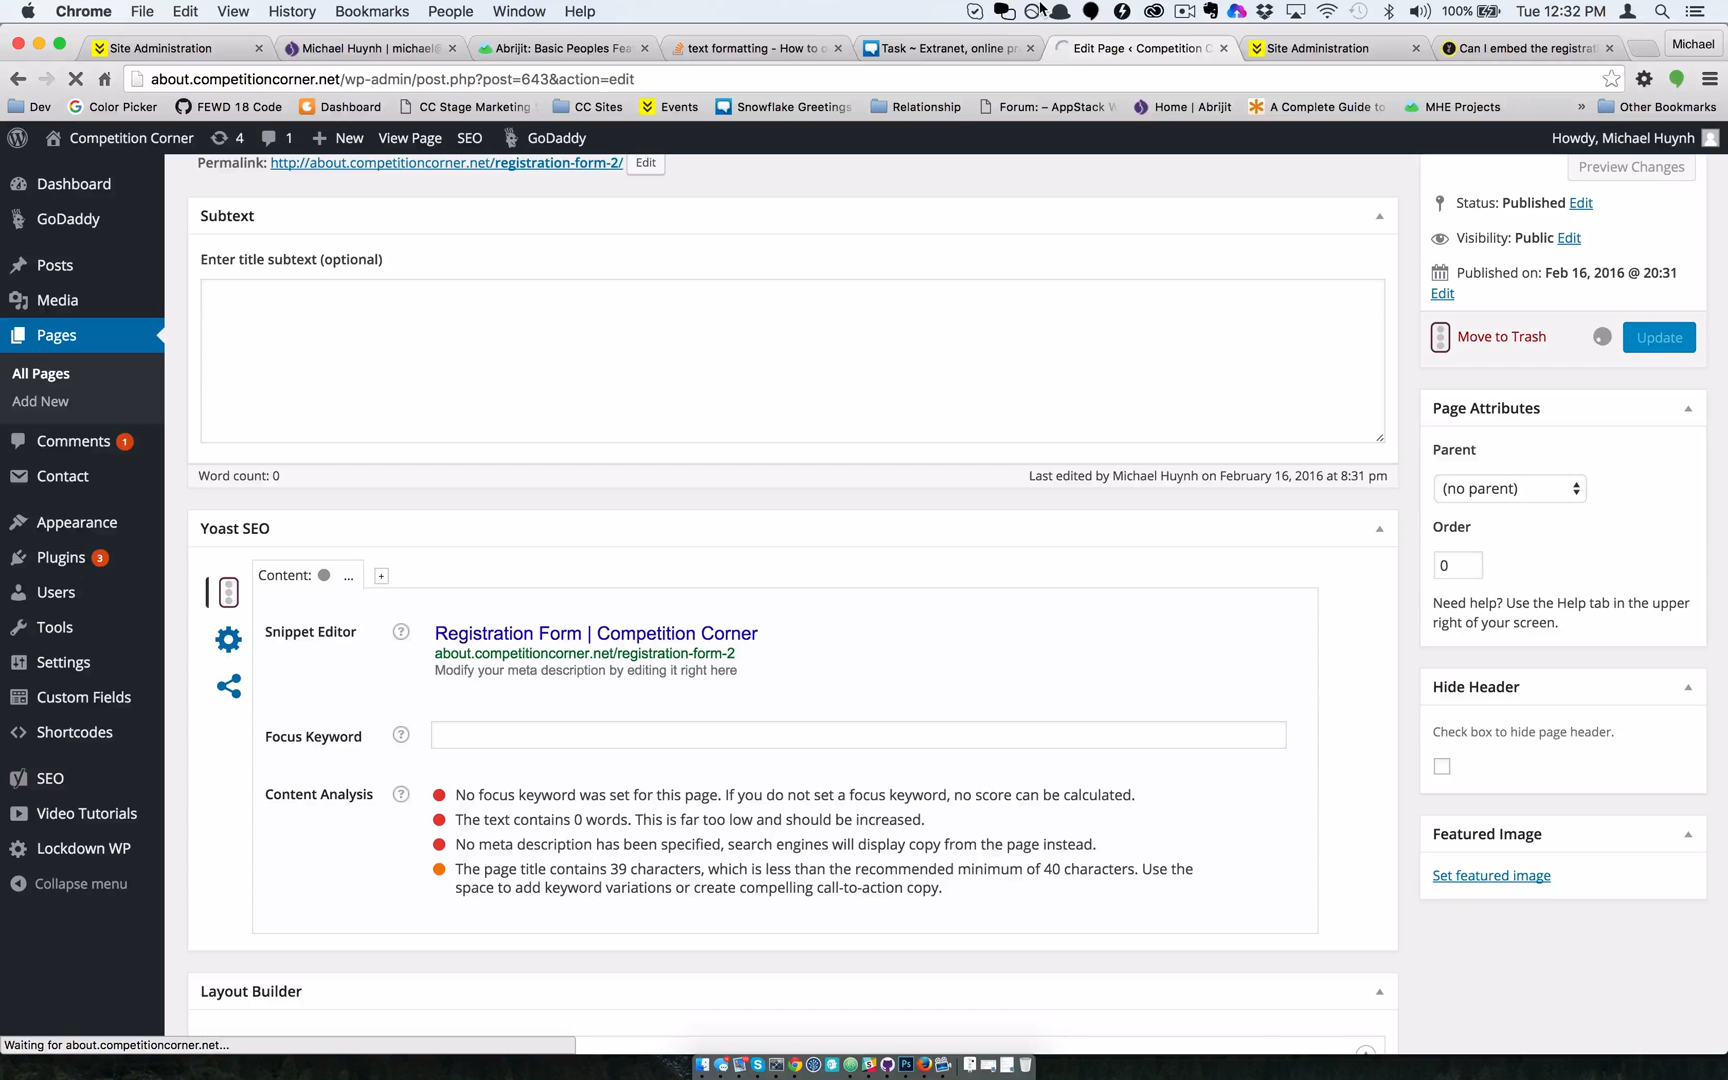 Chrome File Edit View History Bookmarks People Window Help 100% Tue 12:32 PM
Site Administration Michael Huynh | michael@ Abrijit: Basic Peoples Fea text formatting - How to Task ~ Extranet, online pr Edit Page ‹ Competition C Site Administration Can I embed the registrat Michael
about.competitioncorner.net/wp-admin/post.php?post=643&action=edit
Dev Color Picker FEWD 18 Code Dashboard CC Stage Marketing CC Sites Events Snowflake Greetings Relationship Forum: – AppStack Home | Abrijit A Complete Guide to MHE Projects » Other Bookmarks
Competition Corner 4 1 New View Page SEO GoDaddy Howdy, Michael Huynh
Permalink: http://about.competitioncorner.net/registration-form-2/ Edit
Preview Changes
Dashboard
GoDaddy
Posts
Media
Pages
All Pages
Add New
Comments 1
Contact
Appearance
Plugins 3
Users
Tools
Settings
Custom Fields
Shortcodes
SEO
Video Tutorials
Lockdown WP
Collapse menu
Subtext
Enter title subtext (optional)
Word count: 0 Last edited by Michael Huynh on February 16, 2016 at 8:31 pm
Yoast SEO
Content: ... +
Snippet Editor ? Registration Form | Competition Corner
about.competitioncorner.net/registration-form-2
Modify your meta description by editing it right here
Focus Keyword ?
Content Analysis ? No focus keyword was set for this page. If you do not set a focus keyword, no score can be calculated.
The text contains 0 words. This is far too low and should be increased.
No meta description has been specified, search engines will display copy from the page instead.
The page title contains 39 characters, which is less than the recommended minimum of 40 characters. Use the
space to add keyword variations or create compelling call-to-action copy.
Layout Builder
Status: Published Edit
Visibility: Public Edit
Published on: Feb 16, 2016 @ 20:31
Edit
Move to Trash Update
Page Attributes
Parent
(no parent)
Order
0
Need help? Use the Help tab in the upper
right of your screen.
Hide Header
Check box to hide page header.
Featured Image
Set featured image
Waiting for about.competitioncorner.net...